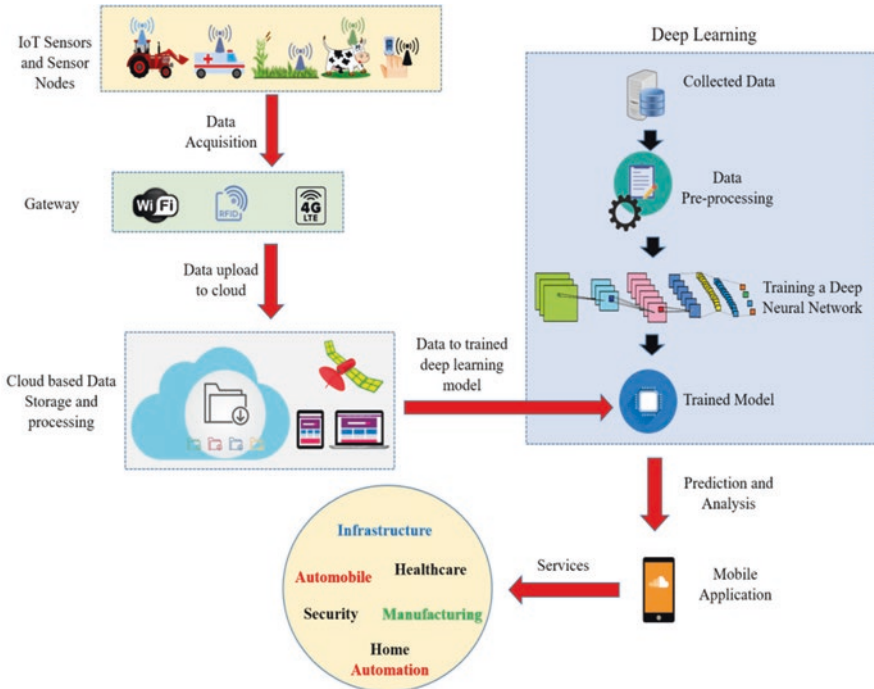 IoT Sensors
and Sensor
Nodes
Data
Acquisition
Gateway
WiFi
RFID
4G
LTE
Data upload
to cloud
Cloud based Data
Storage and
processing
Data to trained
deep learning
model
Deep Learning
Collected Data
Data
Pre-processing
Training a Deep
Neural Network
Trained Model
Prediction and
Analysis
Mobile
Application
Services
Infrastructure
Healthcare
Automobile
Security
Manufacturing
Home
Automation